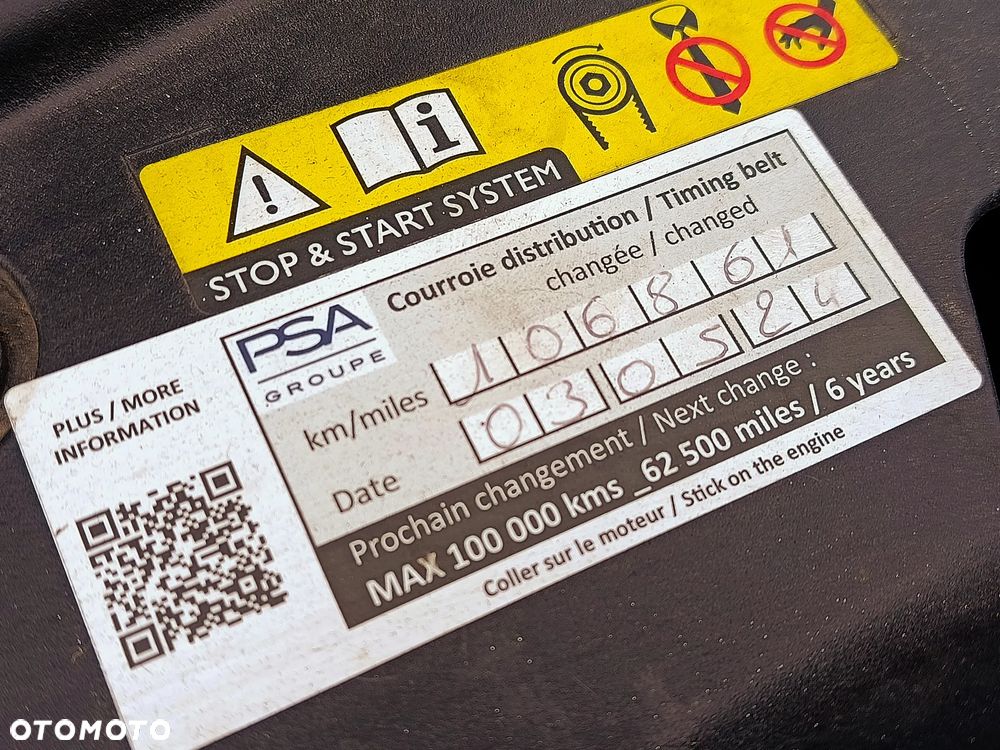 STOP & START SYSTEM
PSA
GROUPE
Courroie distribution / Timing belt
changée / changed
km/miles 106861
Date 030524
Prochain changement / Next change :
MAX 100 000 kms _62 500 miles / 6 years
Coller sur le moteur / Stick on the engine
PLUS / MORE
INFORMATION
OTOMOTO